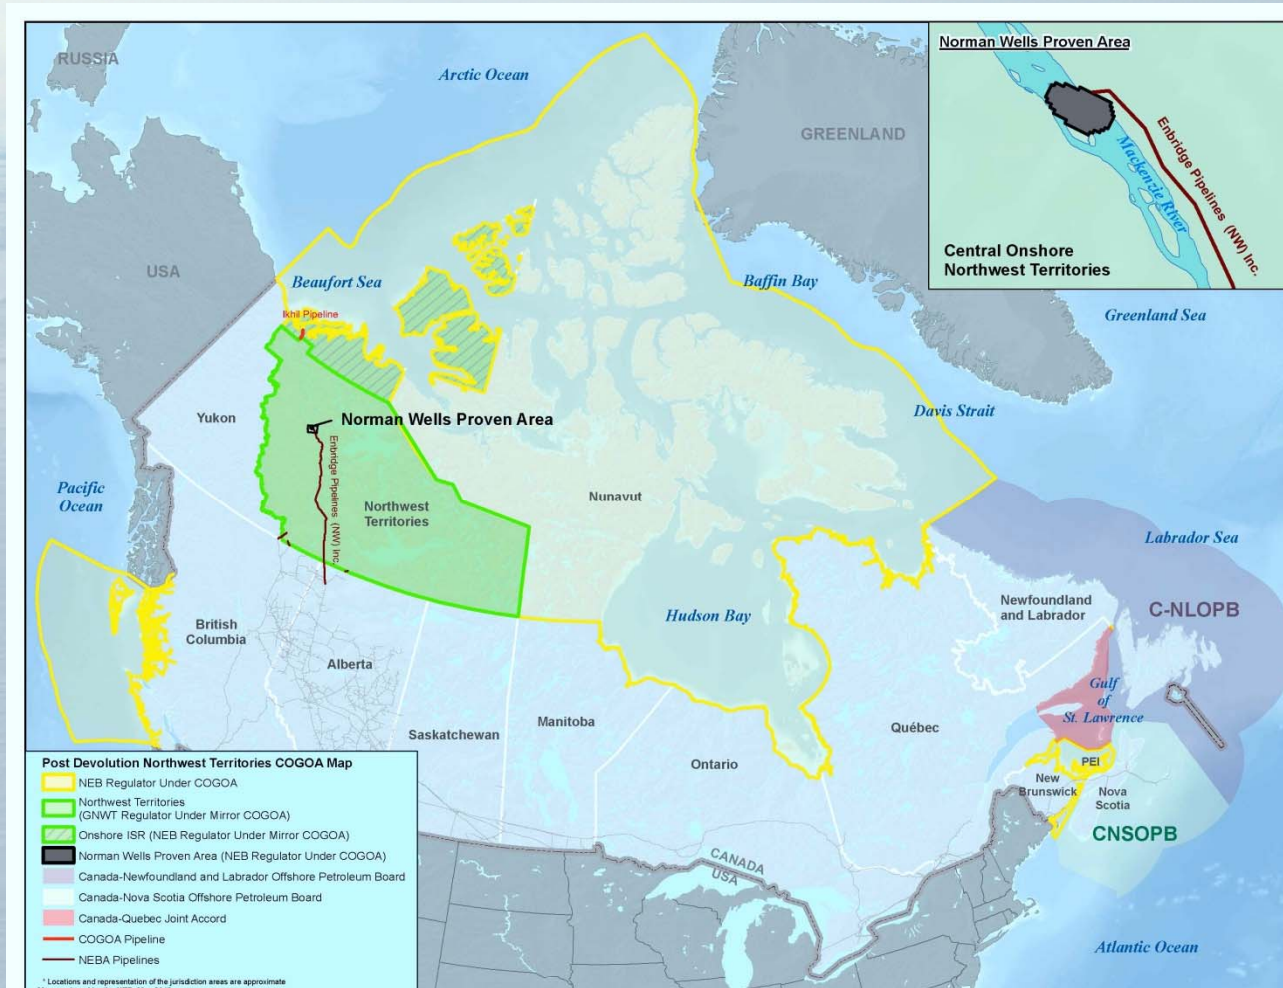 RUSSIA
Arctic Ocean
GREENLAND
USA
Beaufort Sea
Baffin Bay
Greenland Sea
Ikhil Pipeline
Yukon
Norman Wells Proven Area
Davis Strait
Enbridge Pipelines (NW) Inc.
Pacific
Ocean
Northwest
Territories
Nunavut
Labrador Sea
British
Columbia
Alberta
Hudson Bay
Newfoundland
and Labrador
C-NLOPB
Gulf
of
St. Lawrence
Saskatchewan
Manitoba
Ontario
Québec
PEI
New
Brunswick
Nova
Scotia
CNSOPB
CANADA
USA
Atlantic Ocean
Norman Wells Proven Area
Mackenzie River
Enbridge Pipelines (NW) Inc.
Central Onshore
Northwest Territories
Post Devolution Northwest Territories COGOA Map
NEB Regulator Under COGOA
Northwest Territories
(GNWT Regulator Under Mirror COGOA)
Onshore ISR (NEB Regulator Under Mirror COGOA)
Norman Wells Proven Area (NEB Regulator Under COGOA)
Canada-Newfoundland and Labrador Offshore Petroleum Board
Canada-Nova Scotia Offshore Petroleum Board
Canada-Quebec Joint Accord
COGOA Pipeline
NEBA Pipelines
* Locations and representation of the jurisdiction areas are approximate